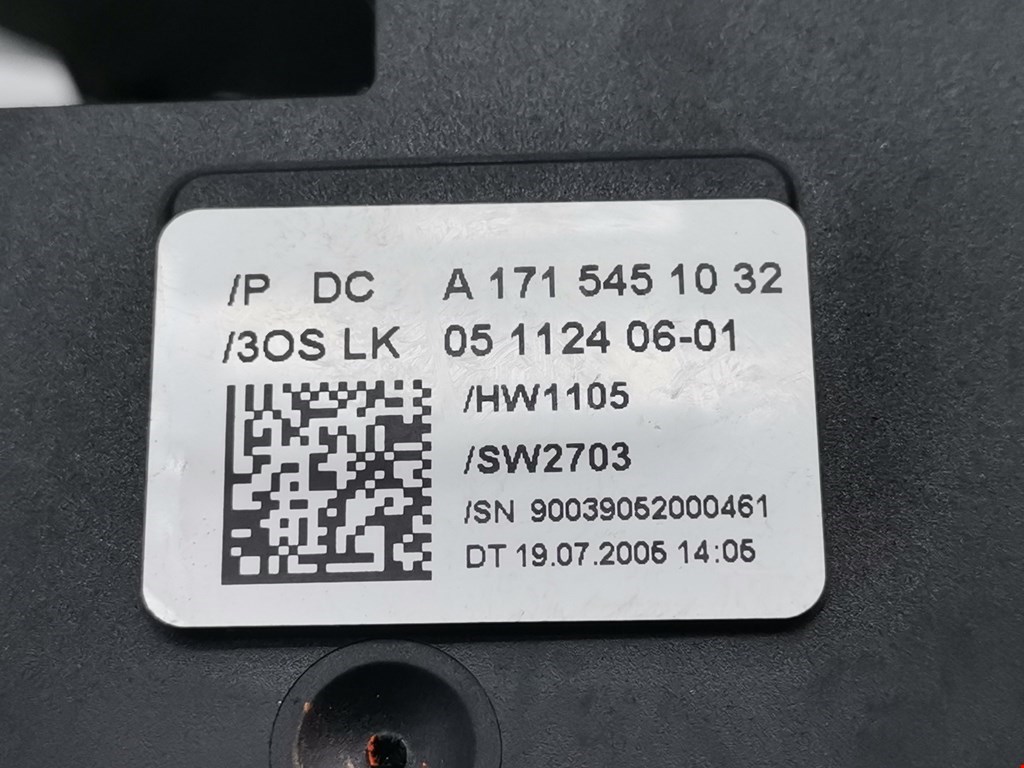 /P DC A 171 545 10 32
/3OS LK 05 1124 06-01
/HW1105
/SW2703
/SN 90039052000461
DT 19.07.2005 14:05